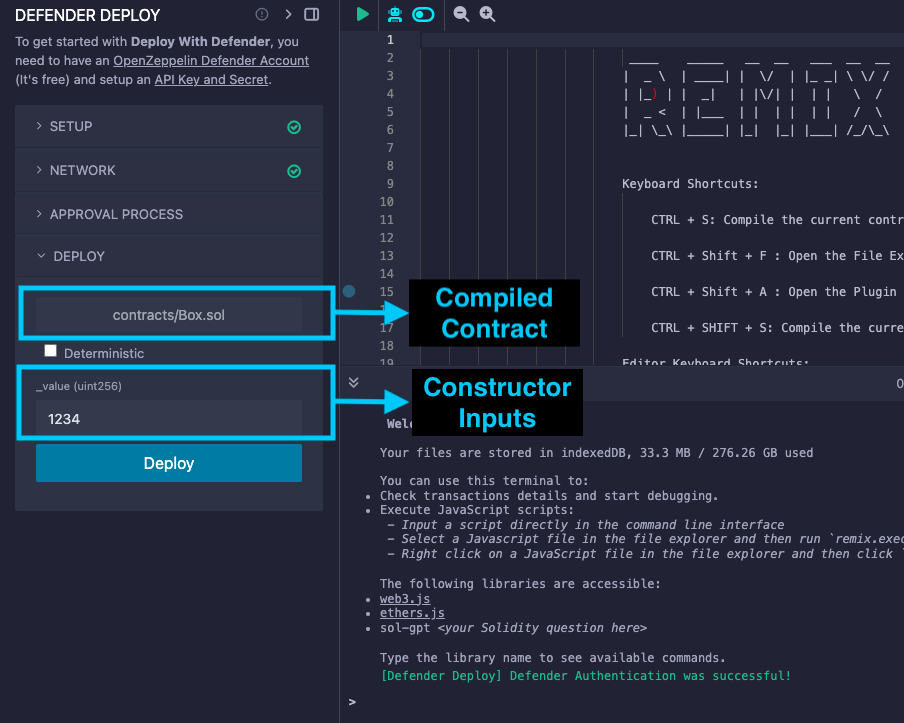 DEFENDER DEPLOY
To get started with Deploy With Defender, you
need to have an OpenZeppelin Defender Account
(It's free) and setup an API Key and Secret.
SETUP
NETWORK
APPROVAL PROCESS
DEPLOY
contracts/Box.sol
Deterministic
_value (uint256)
1234
Deploy
Compiled
Contract
Constructor
Inputs
1
2
3
4
5
6
7
8
9
10
11
12
13
14
15
17
18
19
REMIX
Keyboard Shortcuts:
CTRL + S: Compile the current contr
CTRL + Shift + F : Open the File Ex
CTRL + Shift + A : Open the Plugin
CTRL + SHIFT + S: Compile the curre
Editor Keyboard Shortcuts:
0
Welc
Your files are stored in indexedDB, 33.3 MB / 276.26 GB used
You can use this terminal to:
• Check transactions details and start debugging.
• Execute JavaScript scripts:
- Input a script directly in the command line interface
- Select a Javascript file in the file explorer and then run `remix.exec
- Right click on a JavaScript file in the file explorer and then click `
The following libraries are accessible:
• web3.js
• ethers.js
• sol-gpt <your Solidity question here>
Type the library name to see available commands.
[Defender Deploy] Defender Authentication was successful!
>